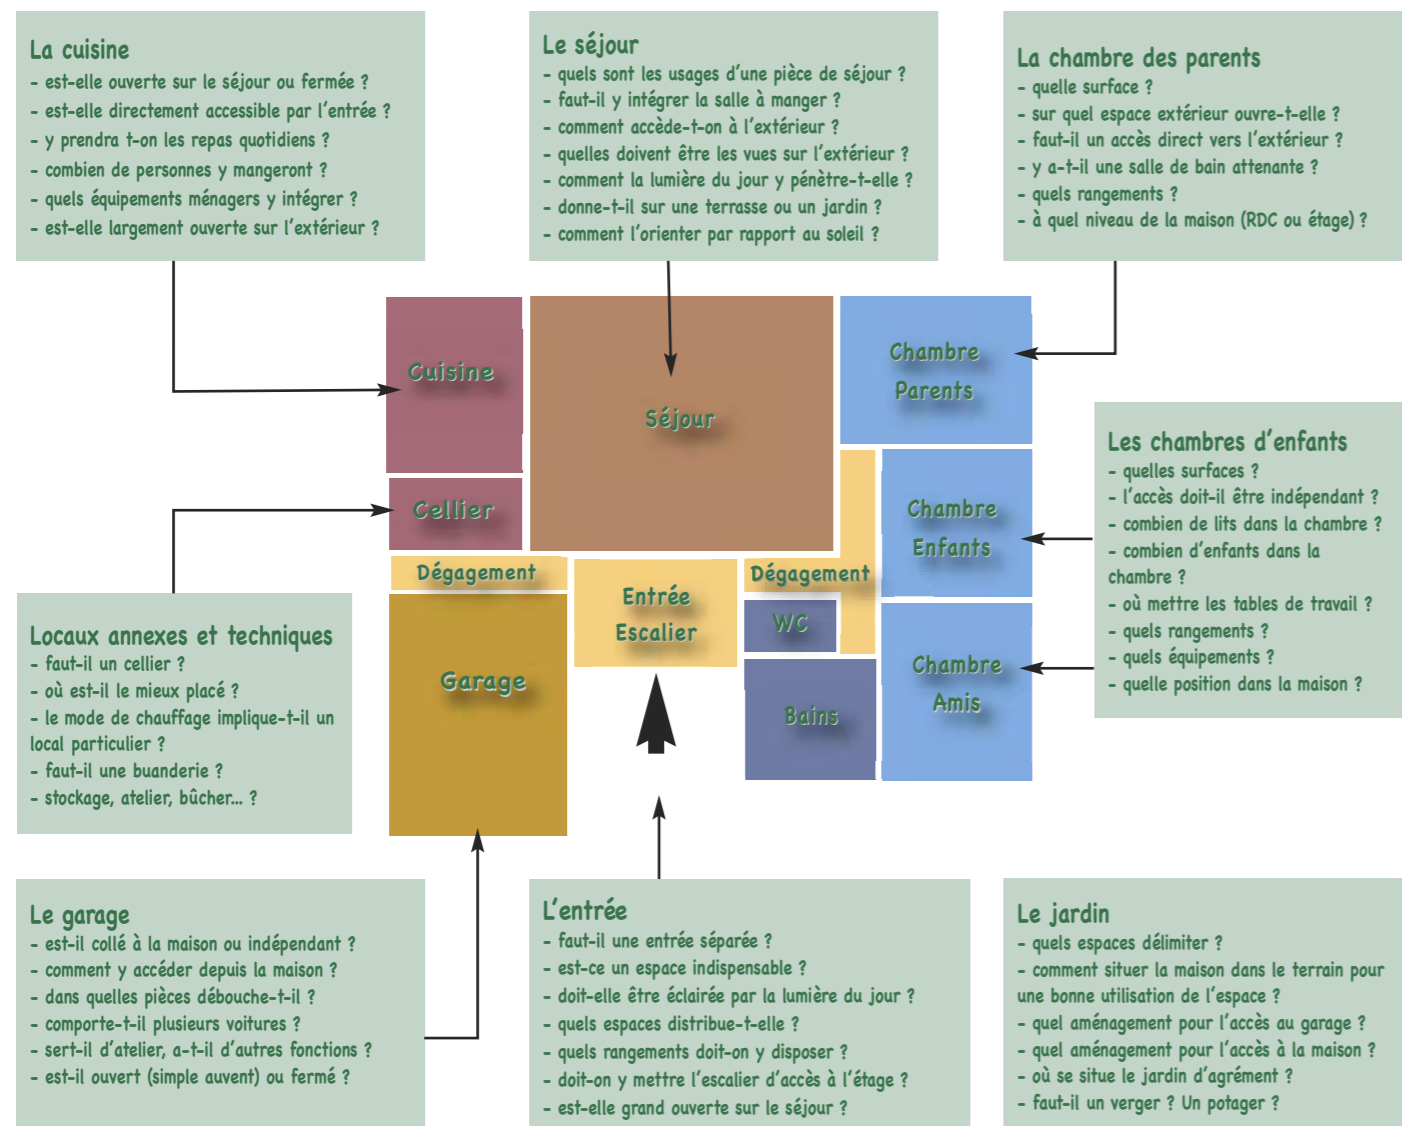 La cuisine
- est-elle ouverte sur le séjour ou fermée ?
- est-elle directement accessible par l'entrée ?
- y prendra t-on les repas quotidiens ?
- combien de personnes y mangeront ?
- quels équipements ménagers y intégrer ?
- est-elle largement ouverte sur l'extérieur ?
Le séjour
- quels sont les usages d'une pièce de séjour ?
- faut-il y intégrer la salle à manger ?
- comment accède-t-on à l'extérieur ?
- quelles doivent être les vues sur l'extérieur ?
- comment la lumière du jour y pénètre-t-elle ?
- donne-t-il sur une terrasse ou un jardin ?
- comment l'orienter par rapport au soleil ?
La chambre des parents
- quelle surface ?
- sur quel espace extérieur ouvre-t-elle ?
- faut-il un accès direct vers l'extérieur ?
- y a-t-il une salle de bain attenante ?
- quels rangements ?
- à quel niveau de la maison (RDC ou étage) ?
Cuisine
Séjour
Chambre
Parents
Cellier
Chambre
Enfants
Dégagement
Entrée
Escalier
Dégagement
WC
Garage
Bains
Chambre
Amis
Les chambres d'enfants
- quelles surfaces ?
- l'accès doit-il être indépendant ?
- combien de lits dans la chambre ?
- combien d'enfants dans la
chambre ?
- où mettre les tables de travail ?
- quels rangements ?
- quels équipements ?
- quelle position dans la maison ?
Locaux annexes et techniques
- faut-il un cellier ?
- où est-il le mieux placé ?
- le mode de chauffage implique-t-il un
local particulier ?
- faut-il une buanderie ?
- stockage, atelier, bûcher... ?
Le garage
- est-il collé à la maison ou indépendant ?
- comment y accéder depuis la maison ?
- dans quelles pièces débouche-t-il ?
- comporte-t-il plusieurs voitures ?
- sert-il d'atelier, a-t-il d'autres fonctions ?
- est-il ouvert (simple auvent) ou fermé ?
L'entrée
- faut-il une entrée séparée ?
- est-ce un espace indispensable ?
- doit-elle être éclairée par la lumière du jour ?
- quels espaces distribue-t-elle ?
- quels rangements doit-on y disposer ?
- doit-on y mettre l'escalier d'accès à l'étage ?
- est-elle grand ouverte sur le séjour ?
Le jardin
- quels espaces délimiter ?
- comment situer la maison dans le terrain pour
une bonne utilisation de l'espace ?
- quel aménagement pour l'accès au garage ?
- quel aménagement pour l'accès à la maison ?
- où se situe le jardin d'agrément ?
- faut-il un verger ? Un potager ?